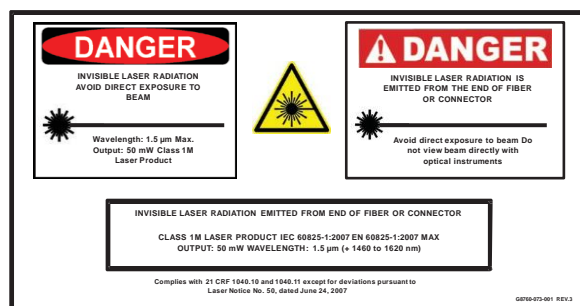 DANGER
INVISIBLE LASER RADIATION
AVOID DIRECT EXPOSURE TO
BEAM
Wavelength: 1.5 µm Max.
Output: 50 mW Class 1M
Laser Product
DANGER
INVISIBLE LASER RADIATION IS
EMITTED FROM THE END OF FIBER
OR CONNECTOR
Avoid direct exposure to beam Do
not view beam directly with
optical instruments
INVISIBLE LASER RADIATION EMITTED FROM END OF FIBER OR CONNECTOR
CLASS 1M LASER PRODUCT IEC 60825-1:2007 EN 60825-1:2007 MAX
OUTPUT: 50 mW WAVELENGTH: 1.5 µm (+ 1460 to 1620 nm)
Complies with 21 CRF 1040.10 and 1040.11 except for deviations pursuant to
Laser Notice No. 50, dated June 24, 2007
G8760-073-001 REV.3